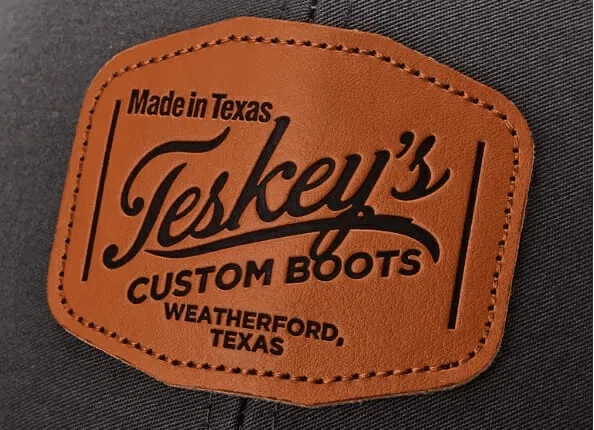 Made in Texas
Teskey's
CUSTOM BOOTS
WEATHERFORD,
TEXAS